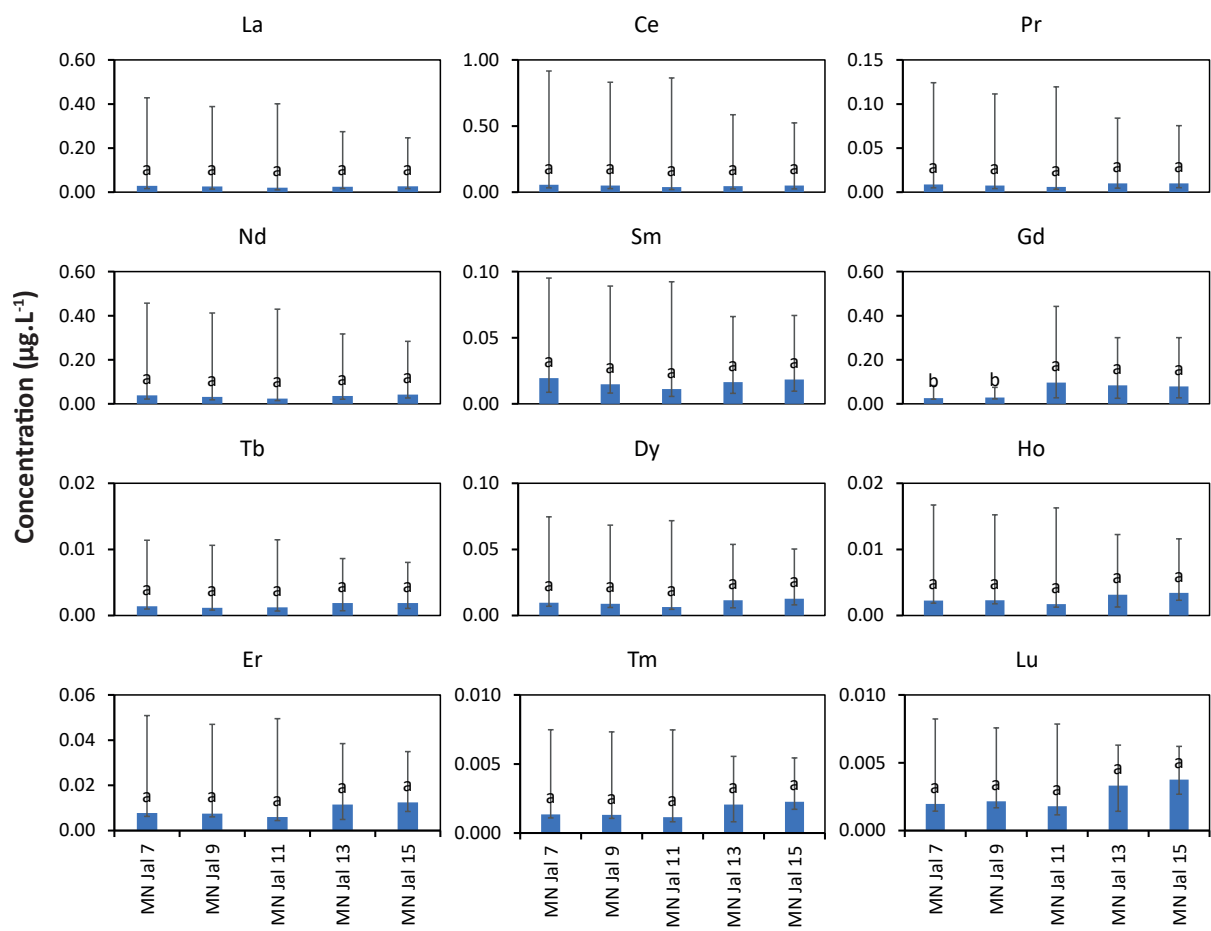 Concentration (µg.L⁻¹)
La
0.60
0.40
0.20
0.00
a a a a a
Ce
1.00
0.50
0.00
a a a a a
Pr
0.15
0.10
0.05
0.00
a a a a a
Nd
0.60
0.40
0.20
0.00
a a a a a
Sm
0.10
0.05
0.00
a a a a a
Gd
0.60
0.40
0.20
0.00
b b a a a
Tb
0.02
0.01
0.00
a a a a a
Dy
0.10
0.05
0.00
a a a a a
Ho
0.02
0.01
0.00
a a a a a
Er
0.06
0.04
0.02
0.00
a a a a a
MN Jal 7
MN Jal 9
MN Jal 11
MN Jal 13
MN Jal 15
Tm
0.010
0.005
0.000
a a a a a
MN Jal 7
MN Jal 9
MN Jal 11
MN Jal 13
MN Jal 15
Lu
0.010
0.005
0.000
a a a a a
MN Jal 7
MN Jal 9
MN Jal 11
MN Jal 13
MN Jal 15